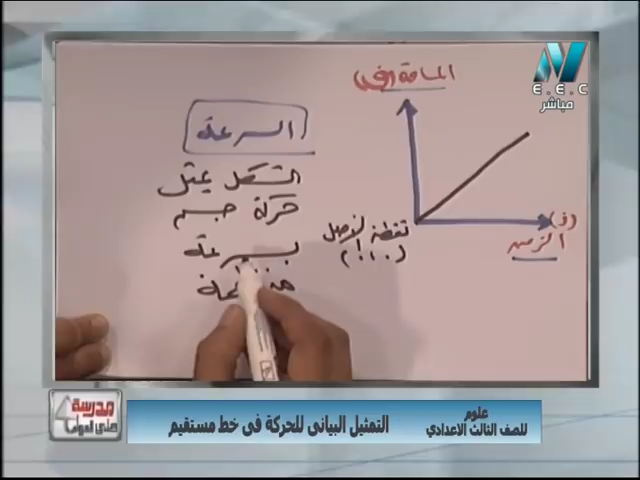 المسافة (ف)
E.E.C
مباشر
السرعة
الشكل يمثل
حركة جسم
بسرعة
نقطة الأصل
(٠،٠)
(ز)
الزمن
مدرسة
على الهواء
علوم
للصف الثالث الاعدادي
التمثيل البيانى للحركة فى خط مستقيم